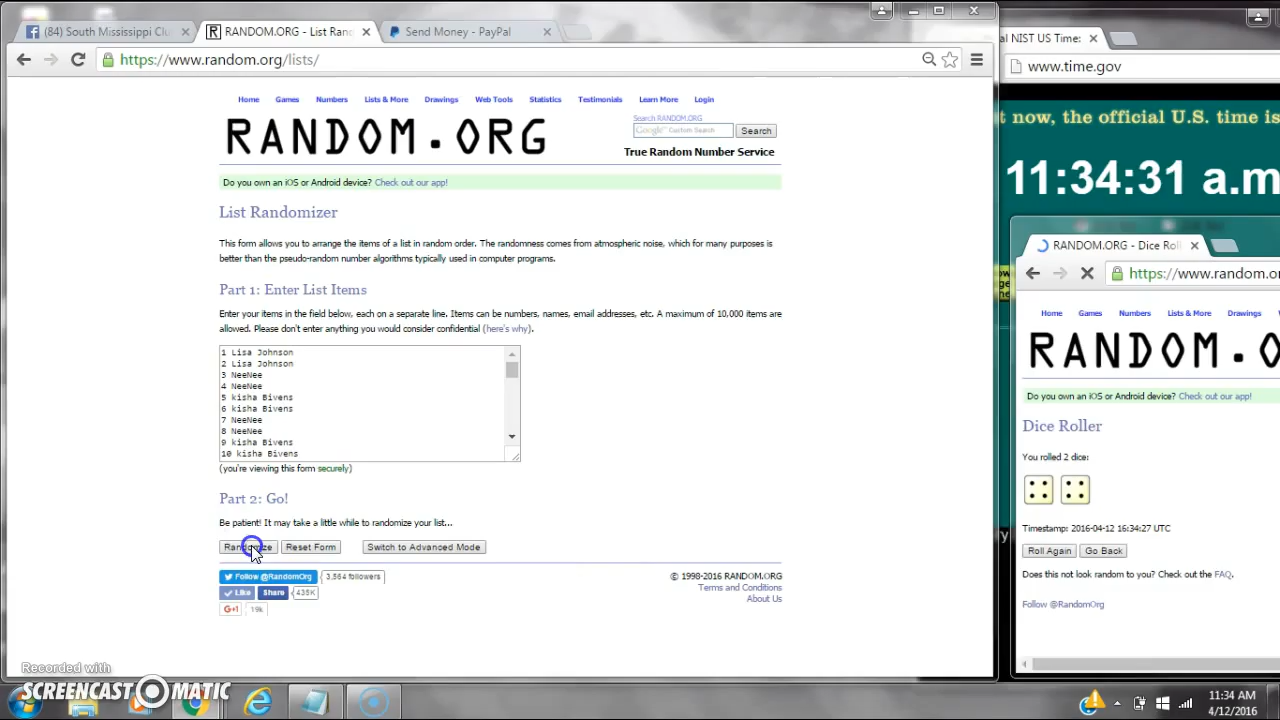 (84) South Mississippi Clu
RANDOM.ORG - List Ran
Send Money - PayPal
https://www.random.org/lists/
Home Games Numbers Lists & More Drawings Web Tools Statistics Testimonials Learn More Login
RANDOM.ORG
Search RANDOM.ORG
Google™ Custom Search Search
True Random Number Service
Do you own an iOS or Android device? Check out our app!
List Randomizer
This form allows you to arrange the items of a list in random order. The randomness comes from atmospheric noise, which for many purposes is
better than the pseudo-random number algorithms typically used in computer programs.
Part 1: Enter List Items
Enter your items in the field below, each on a separate line. Items can be numbers, names, email addresses, etc. A maximum of 10,000 items are
allowed. Please don't enter anything you would consider confidential (here's why).
1 Lisa Johnson
2 Lisa Johnson
3 NeeNee
4 NeeNee
5 kisha Bivens
6 kisha Bivens
7 NeeNee
8 NeeNee
9 kisha Bivens
10 kisha Bivens
(you're viewing this form securely)
Part 2: Go!
Be patient! It may take a little while to randomize your list...
Randomize Reset Form Switch to Advanced Mode
Follow @RandomOrg 3,564 followers
Like Share 435K
G+1 19k
© 1998-2016 RANDOM.ORG
Terms and Conditions
About Us
al NIST US Time:
www.time.gov
t now, the official U.S. time is
11:34:31 a.m
RANDOM.ORG - Dice Roll
https://www.random.or
Home Games Numbers Lists & More Drawings
RANDOM.O
Do you own an iOS or Android device? Check out our app!
Dice Roller
You rolled 2 dice:
Timestamp: 2016-04-12 16:34:27 UTC
Roll Again Go Back
Does this not look random to you? Check out the FAQ.
Follow @RandomOrg
Recorded with
SCREENCAST-O-MATIC
11:34 AM
4/12/2016